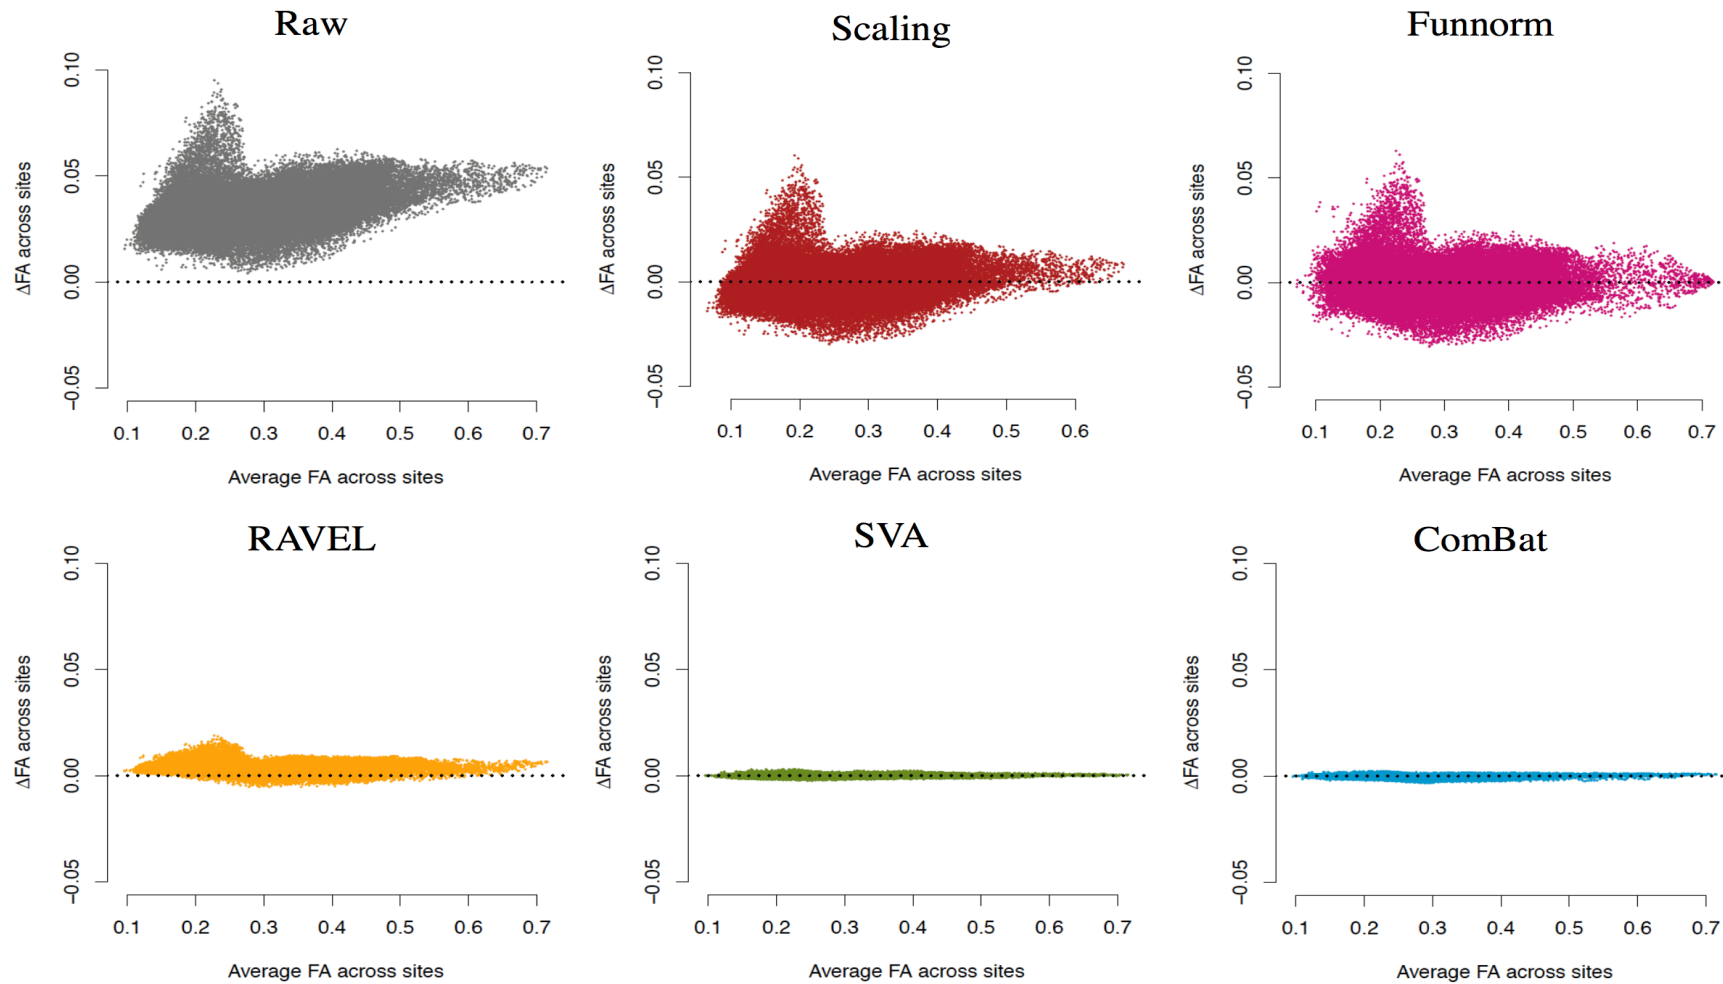 Raw
Scaling
Funnorm
0.10
0.05
0.00
−0.05
ΔFA across sites
0.1 0.2 0.3 0.4 0.5 0.6 0.7
Average FA across sites
0.10
0.05
0.00
−0.05
ΔFA across sites
0.1 0.2 0.3 0.4 0.5 0.6
Average FA across sites
0.10
0.05
0.00
−0.05
ΔFA across sites
0.1 0.2 0.3 0.4 0.5 0.6 0.7
Average FA across sites
RAVEL
SVA
ComBat
0.10
0.05
0.00
−0.05
ΔFA across sites
0.1 0.2 0.3 0.4 0.5 0.6 0.7
Average FA across sites
0.10
0.05
0.00
−0.05
ΔFA across sites
0.1 0.2 0.3 0.4 0.5 0.6 0.7
Average FA across sites
0.10
0.05
0.00
−0.05
ΔFA across sites
0.1 0.2 0.3 0.4 0.5 0.6 0.7
Average FA across sites